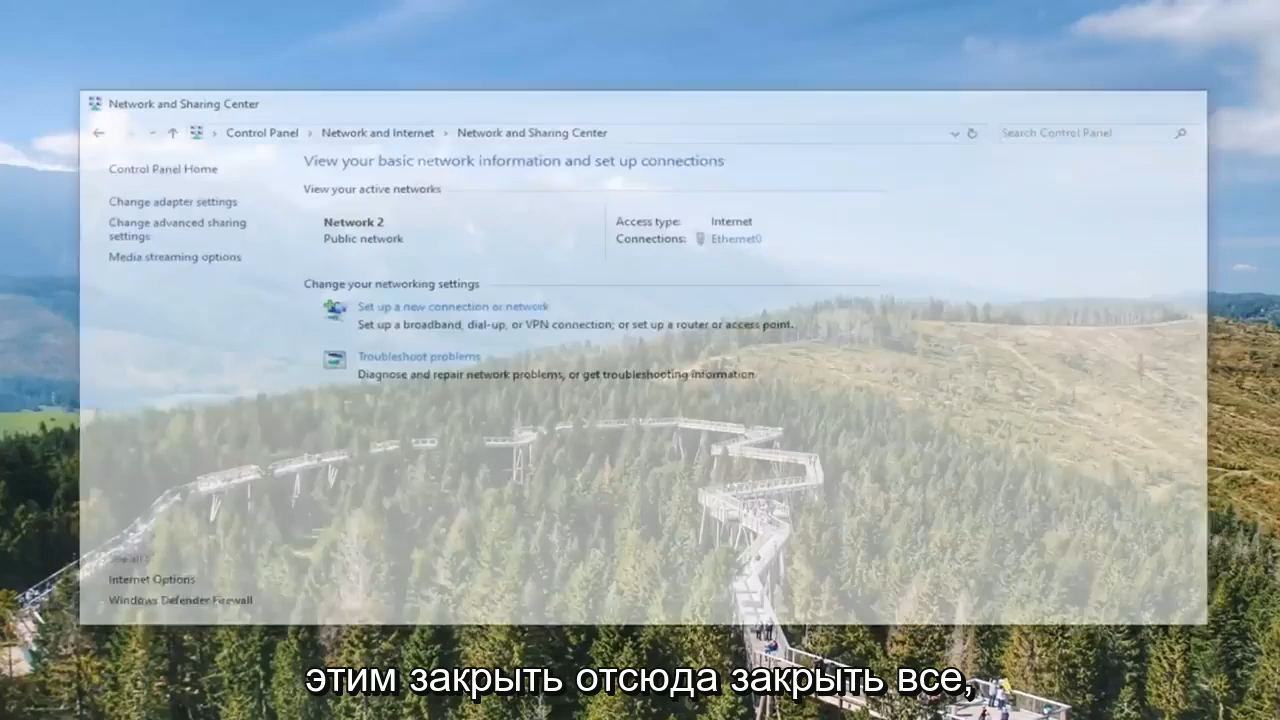 Network and Sharing Center
Control Panel › Network and Internet › Network and Sharing Center
Search Control Panel
Control Panel Home
Change adapter settings
Change advanced sharing
settings
Media streaming options
View your basic network information and set up connections
View your active networks
Network 2
Public network
Access type: Internet
Connections: Ethernet0
Change your networking settings
Set up a new connection or network
Set up a broadband, dial-up, or VPN connection; or set up a router or access point.
Troubleshoot problems
Diagnose and repair network problems, or get troubleshooting information.
Internet Options
Windows Defender Firewall
этим закрыть отсюда закрыть все,